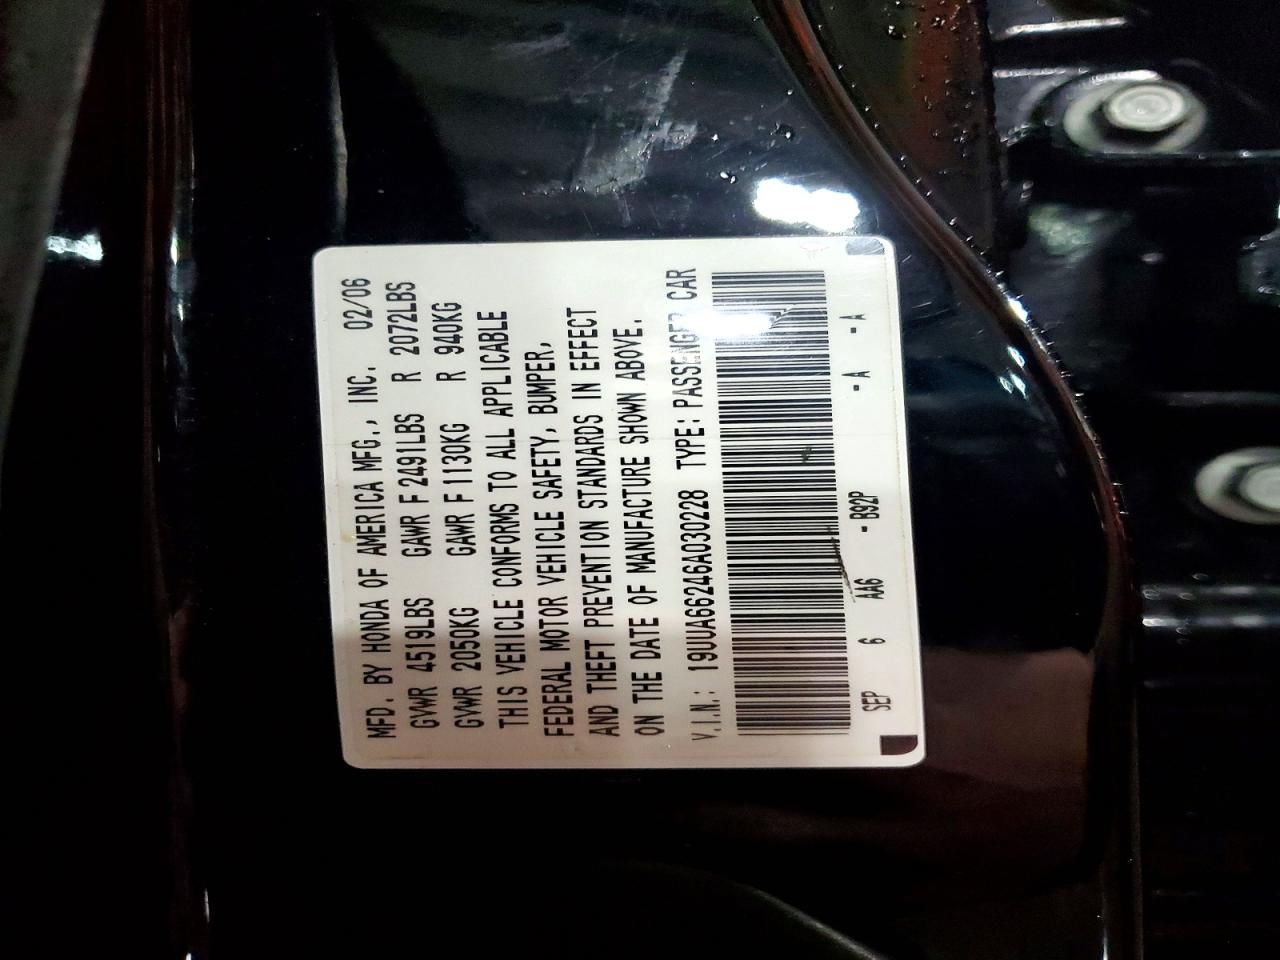 MFD. BY HONDA OF AMERICA MFG., INC. 02/06
GVWR 4519LBS GAWR F 2491LBS R 2072LBS
GVWR 2050KG GAWR F 1130KG R 940KG
THIS VEHICLE CONFORMS TO ALL APPLICABLE
FEDERAL MOTOR VEHICLE SAFETY, BUMPER,
AND THEFT PREVENTION STANDARDS IN EFFECT
ON THE DATE OF MANUFACTURE SHOWN ABOVE.
V.I.N.: 19UUA66246A030228 TYPE: PASSENGER CAR
SEP 6 AA6 - B92P - A - A